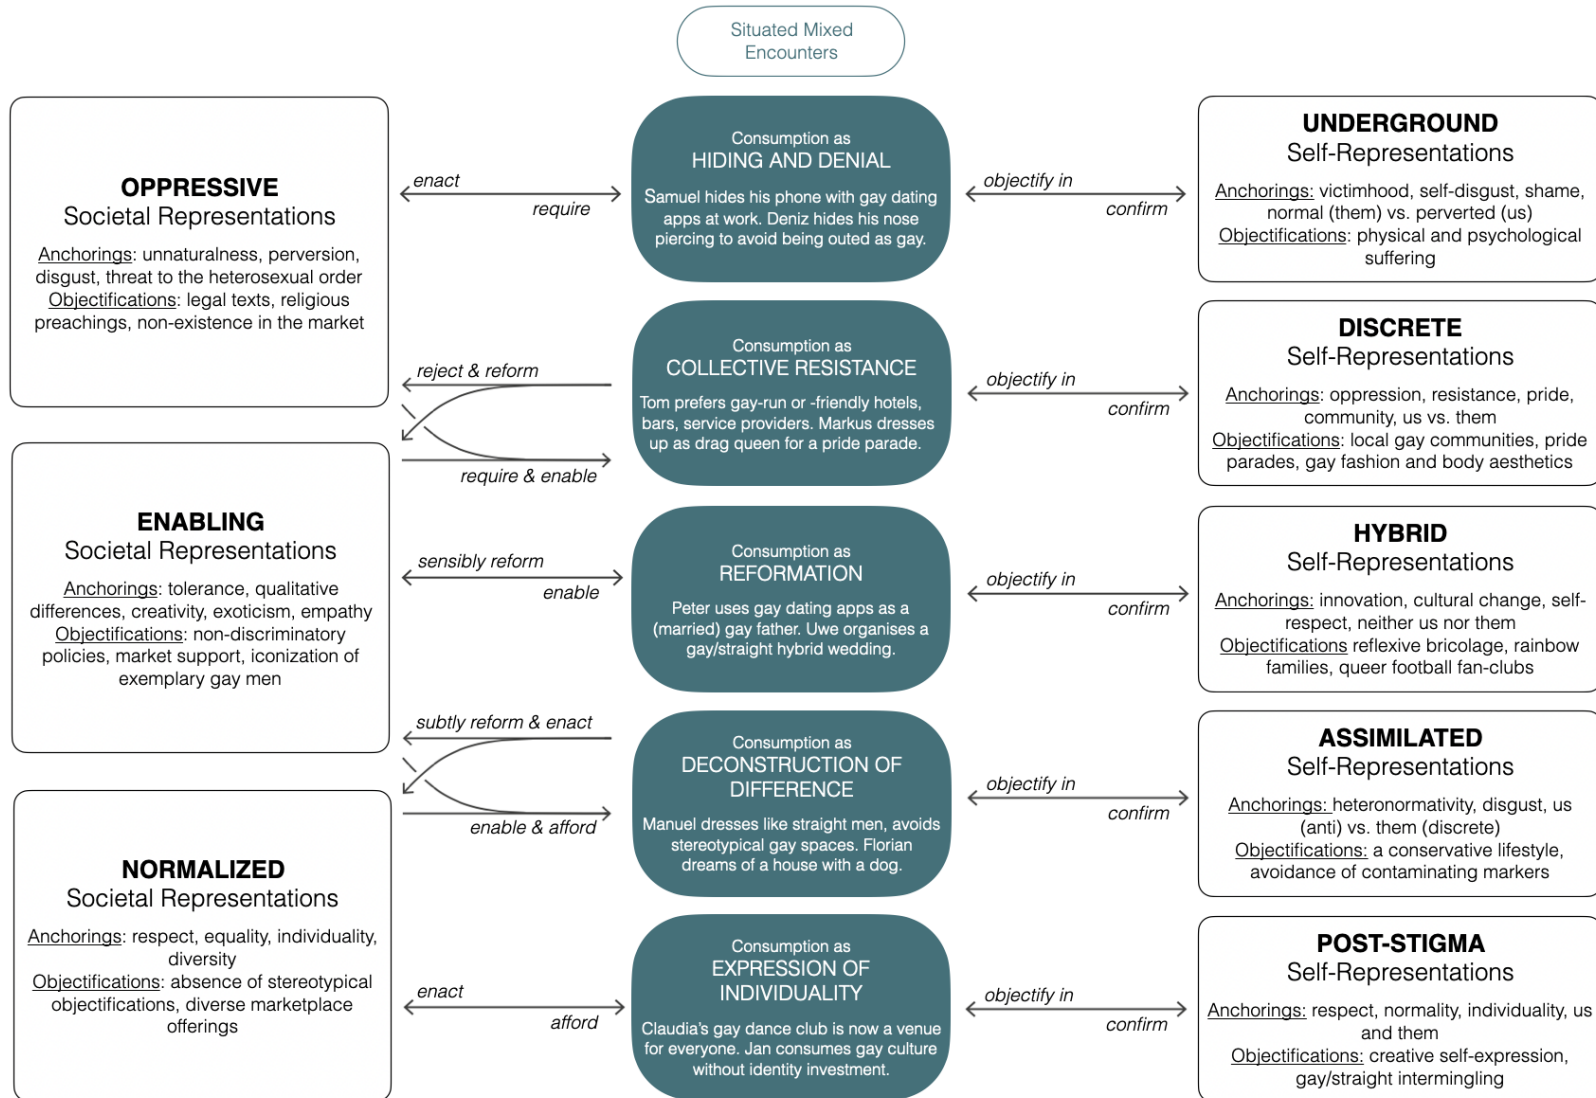 Situated Mixed
Encounters
OPPRESSIVE
Societal Representations
Anchorings: unnaturalness, perversion,
disgust, threat to the heterosexual order
Objectifications: legal texts, religious
preachings, non-existence in the market
enact
require
Consumption as
HIDING AND DENIAL
Samuel hides his phone with gay dating
apps at work. Deniz hides his nose
piercing to avoid being outed as gay.
objectify in
confirm
UNDERGROUND
Self-Representations
Anchorings: victimhood, self-disgust, shame,
normal (them) vs. perverted (us)
Objectifications: physical and psychological
suffering
reject & reform
require & enable
Consumption as
COLLECTIVE RESISTANCE
Tom prefers gay-run or -friendly hotels,
bars, service providers. Markus dresses
up as drag queen for a pride parade.
objectify in
confirm
DISCRETE
Self-Representations
Anchorings: oppression, resistance, pride,
community, us vs. them
Objectifications: local gay communities, pride
parades, gay fashion and body aesthetics
ENABLING
Societal Representations
Anchorings: tolerance, qualitative
differences, creativity, exoticism, empathy
Objectifications: non-discriminatory
policies, market support, iconization of
exemplary gay men
sensibly reform
enable
Consumption as
REFORMATION
Peter uses gay dating apps as a
(married) gay father. Uwe organises a
gay/straight hybrid wedding.
objectify in
confirm
HYBRID
Self-Representations
Anchorings: innovation, cultural change, self-
respect, neither us nor them
Objectifications reflexive bricolage, rainbow
families, queer football fan-clubs
subtly reform & enact
enable & afford
Consumption as
DECONSTRUCTION OF
DIFFERENCE
Manuel dresses like straight men, avoids
stereotypical gay spaces. Florian
dreams of a house with a dog.
objectify in
confirm
ASSIMILATED
Self-Representations
Anchorings: heteronormativity, disgust, us
(anti) vs. them (discrete)
Objectifications: a conservative lifestyle,
avoidance of contaminating markers
NORMALIZED
Societal Representations
Anchorings: respect, equality, individuality,
diversity
Objectifications: absence of stereotypical
objectifications, diverse marketplace
offerings
enact
afford
Consumption as
EXPRESSION OF
INDIVIDUALITY
Claudia’s gay dance club is now a venue
for everyone. Jan consumes gay culture
without identity investment.
objectify in
confirm
POST-STIGMA
Self-Representations
Anchorings: respect, normality, individuality, us
and them
Objectifications: creative self-expression,
gay/straight intermingling